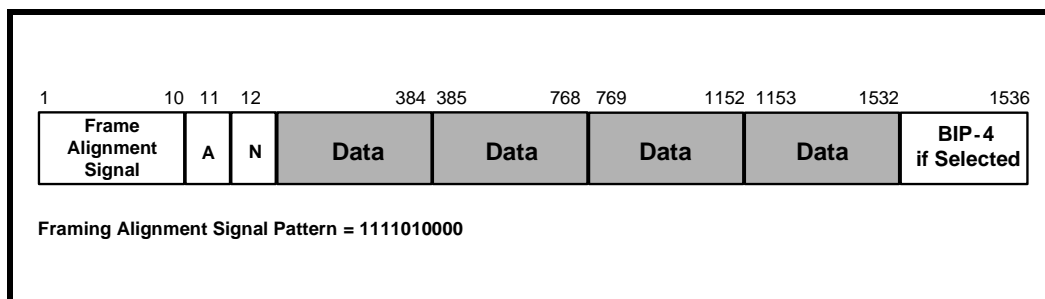 1 10 11 12 384 385 768 769 1152 1153 1532 1536
Frame
Alignment
Signal
A
N
Data
Data
Data
Data
BIP-4
if Selected
Framing Alignment Signal Pattern = 1111010000